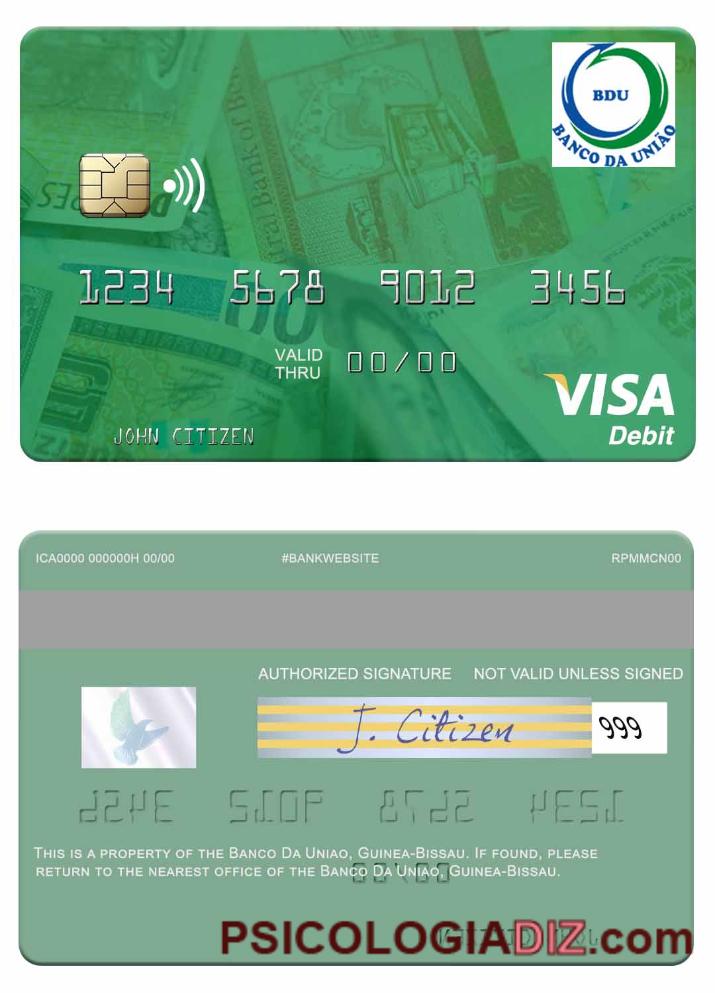 BDU
BANCO DA UNIÃO
1234 5678 9012 3456
VALID THRU 00/00
VISA
Debit
JOHN CITIZEN
ICA0000 000000H 00/00 #BANKWEBSITE RPMMCN00
AUTHORIZED SIGNATURE NOT VALID UNLESS SIGNED
J. Citizen 999
THIS IS A PROPERTY OF THE BANCO DA UNIAO, GUINEA-BISSAU. IF FOUND, PLEASE
RETURN TO THE NEAREST OFFICE OF THE BANCO DA UNIAO, GUINEA-BISSAU.
PSICOLOGIADIZ.com